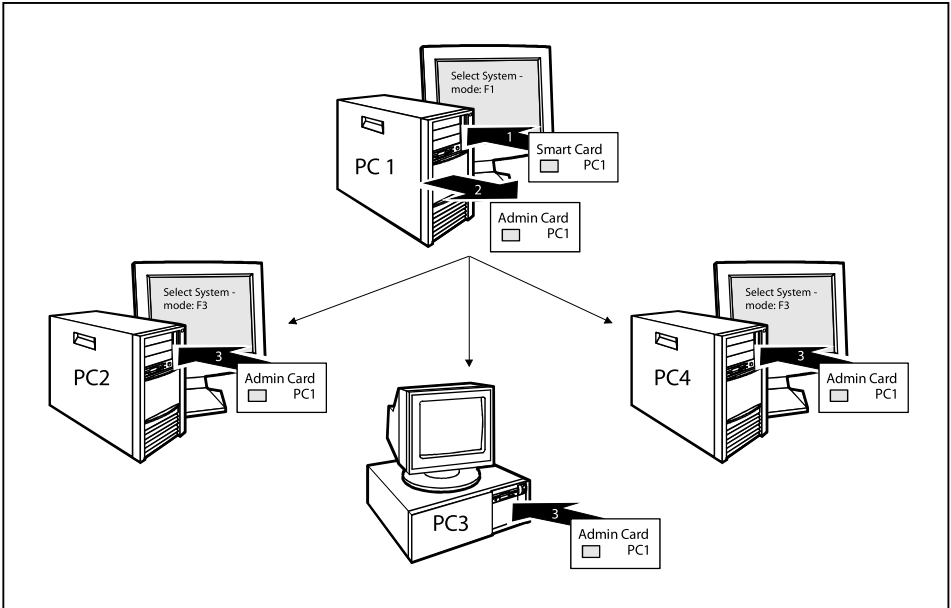 Select System -
mode: F1
1
Smart Card
PC1
PC 1
2
Admin Card
PC1
Select System -
mode: F3
3
PC2
Admin Card
PC1
Select System -
mode: F3
3
PC4
Admin Card
PC1
PC3
3
Admin Card
PC1